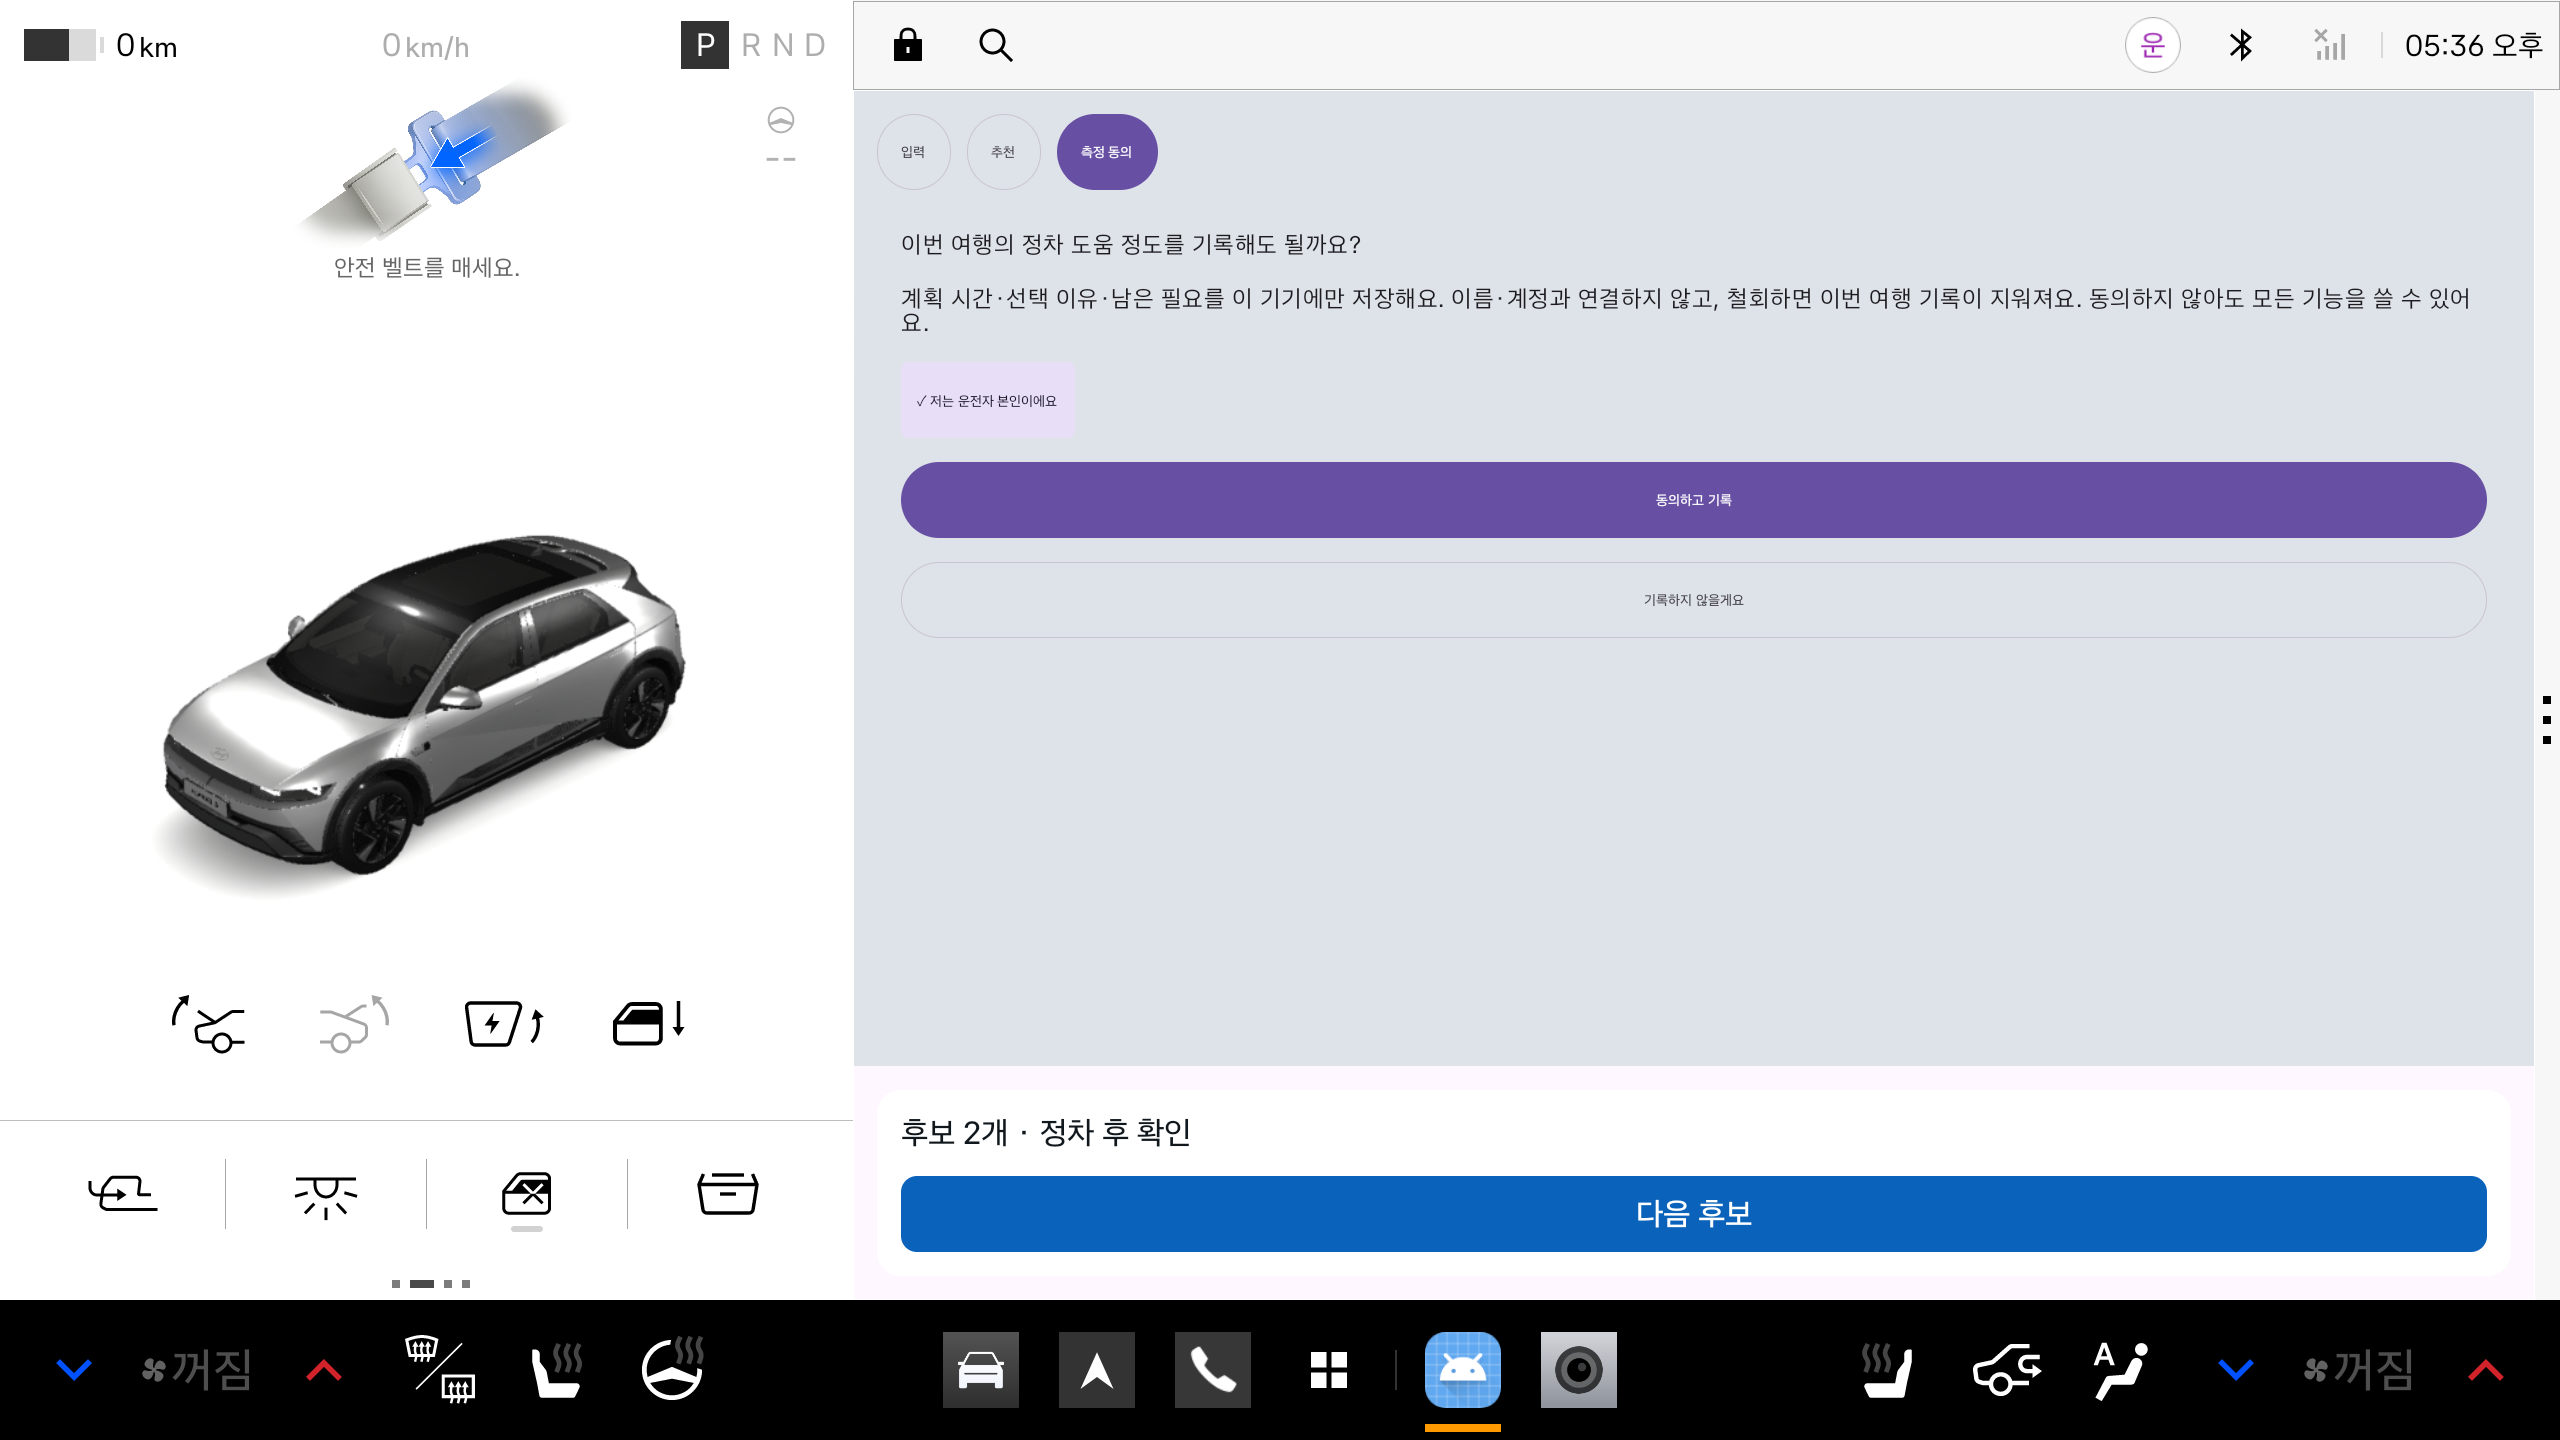 0 km
0 km/h
P R N D
운
05:36 오후
입력
추천
측정 동의
안전 벨트를 매세요.
이번 여행의 정차 도움 정도를 기록해도 될까요?
계획 시간·선택 이유·남은 필요를 이 기기에만 저장해요. 이름·계정과 연결하지 않고, 철회하면 이번 여행 기록이 지워져요. 동의하지 않아도 모든 기능을 쓸 수 있어
요.
✓ 저는 운전자 본인이에요
동의하고 기록
기록하지 않을게요
후보 2개 · 정차 후 확인
다음 후보
꺼짐
A
꺼짐